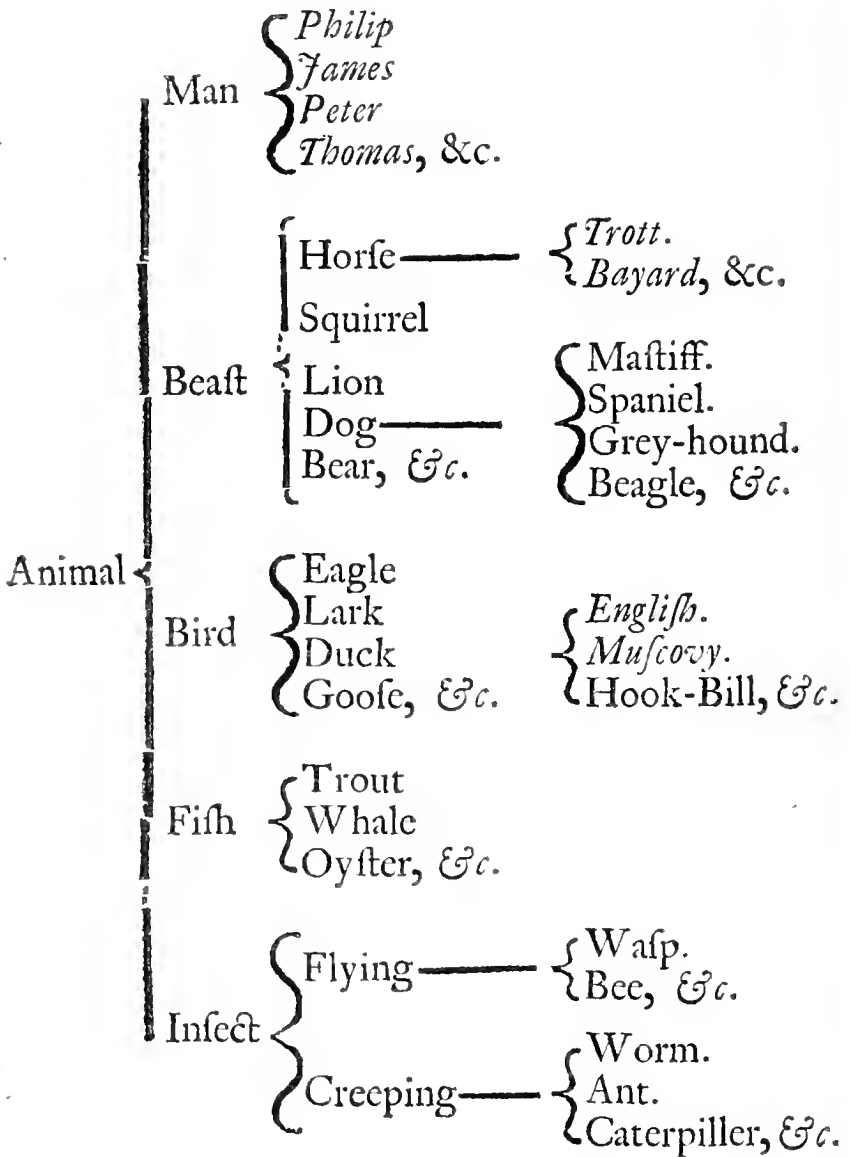 Man
Philip
James
Peter
Thomas, &c.
Beaſt
Horſe
Trott.
Bayard, &c.
Squirrel
Lion
Dog
Maſtiff.
Spaniel.
Grey-hound.
Beagle, &c.
Bear, &c.
Animal
Bird
Eagle
Lark
Duck
Engliſh.
Muſcovy.
Hook-Bill, &c.
Gooſe, &c.
Fiſh
Trout
Whale
Oyſter, &c.
Inſect
Flying
Waſp.
Bee, &c.
Creeping
Worm.
Ant.
Caterpiller, &c.